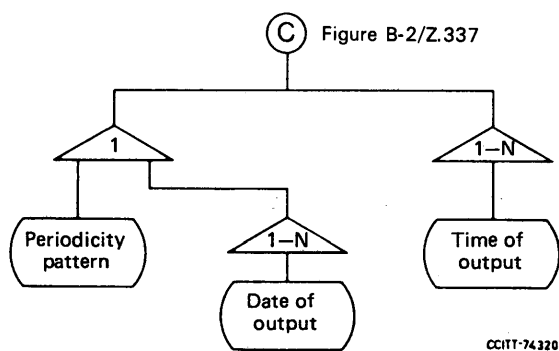 C Figure B-2/Z.337
1
1–N
Periodicity
pattern
1–N
Time of
output
Date of
output
CCITT-74320